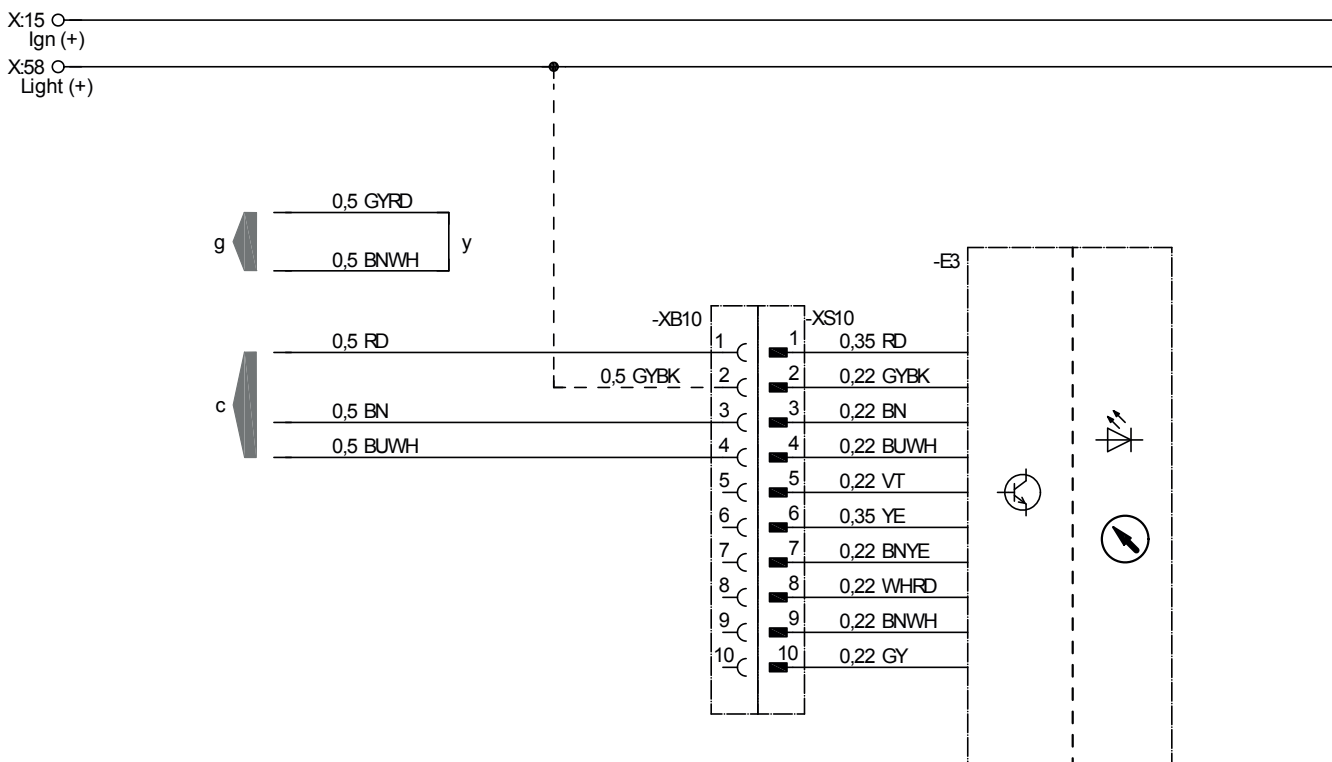 X:15
Ign (+)
X:58
Light (+)
0,5 GYRD
g
y
0,5 BNWH
-E3
-XB10
-XS10
0,5 RD
1
1
0,35 RD
0,5 GYBK
2
2
0,22 GYBK
c
0,5 BN
3
3
0,22 BN
0,5 BUWH
4
4
0,22 BUWH
5
5
0,22 VT
6
6
0,35 YE
7
7
0,22 BNYE
8
8
0,22 WHRD
9
9
0,22 BNWH
10
10
0,22 GY